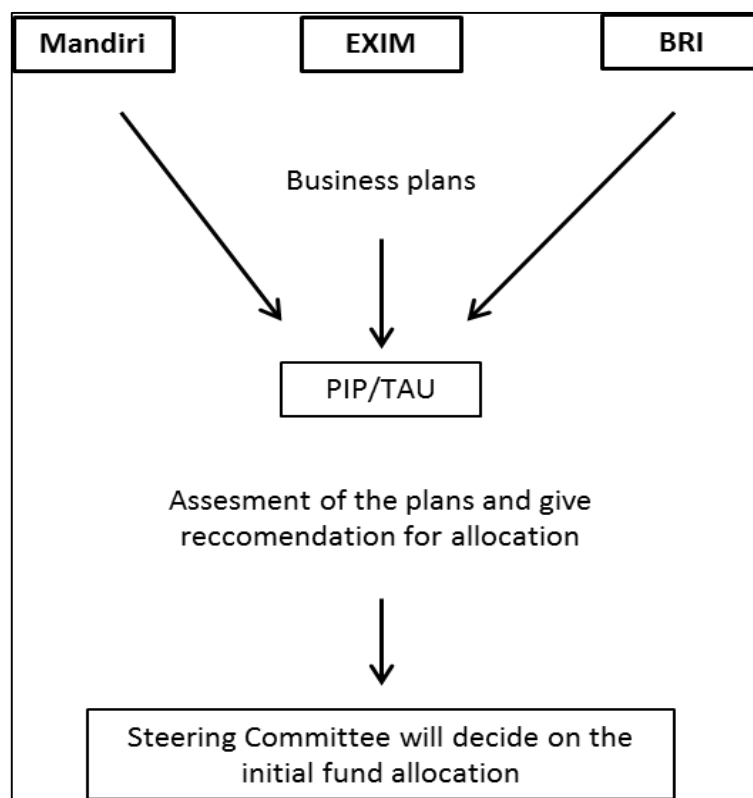 Mandiri
EXIM
BRI
Business plans
PIP/TAU
Assesment of the plans and give
reccomendation for allocation
Steering Committee will decide on the
initial fund allocation